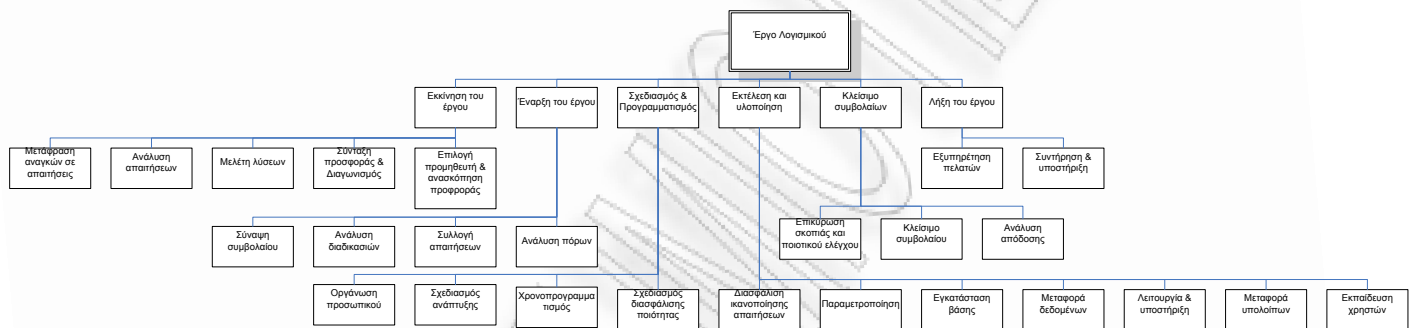 Έργο Λογισμικού
Εκκίνηση του
έργου
Έναρξη του έργου
Σχεδιασμός &
Προγραμματισμός
Εκτέλεση και
υλοποίηση
Κλείσιμο
συμβολαίων
Λήξη του έργου
Μετάφραση
αναγκών σε
απαιτήσεις
Ανάλυση
απαιτήσεων
Μελέτη λύσεων
Σύνταξη
προσφοράς &
Διαγωνισμός
Επιλογή
προμηθευτή &
ανασκόπηση
προφροράς
Εξυπηρέτηση
πελατών
Συντήρηση &
υποστήριξη
Σύναψη
συμβολαίου
Ανάλυση
διαδικασιών
Συλλογή
απαιτήσεων
Ανάλυση πόρων
Επικύρωση
σκοπιάς και
ποιοτικού ελέγχου
Κλείσιμο
συμβολαίου
Ανάλυση
απόδοσης
Οργάνωση
προσωπικού
Σχεδιασμός
ανάπτυξης
Χρονοπρογραμμα
τισμός
Σχεδιασμός
διασφάλισης
ποιότητας
Διασφάλιση
ικανοποίησης
απαιτήσεων
Παραμετροποίηση
Εγκατάσταση
βάσης
Μεταφορά
δεδομένων
Λειτουργία &
υποστήριξη
Μεταφορά
υπολοίπων
Εκπαίδευση
χρηστών